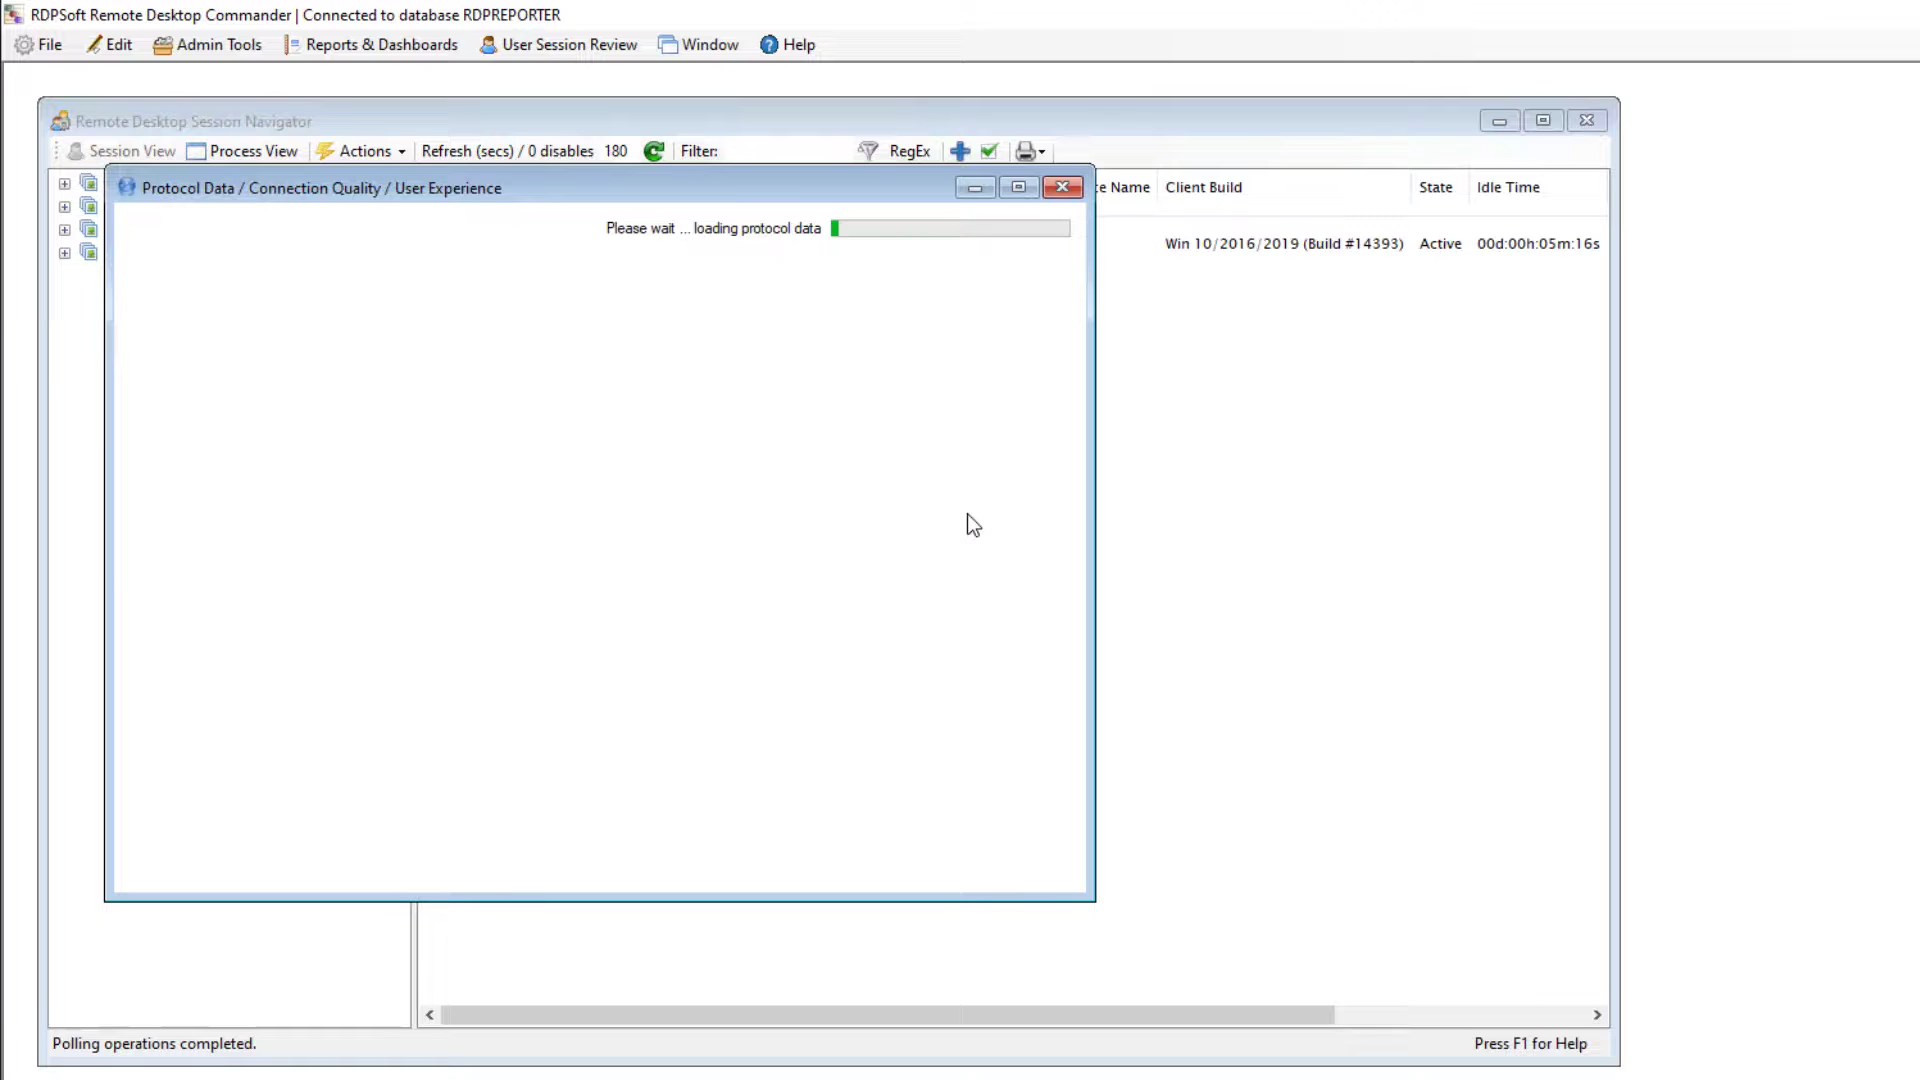 RDPSoft Remote Desktop Commander | Connected to database RDPREPORTER
File Edit Admin Tools Reports & Dashboards User Session Review Window Help
Remote Desktop Session Navigator
Session View Process View Actions Refresh (secs) / 0 disables 180 Filter: RegEx
Protocol Data / Connection Quality / User Experience
Name Client Build State Idle Time
Please wait ... loading protocol data
Win 10/2016/2019 (Build #14393) Active 00d:00h:05m:16s
Polling operations completed. Press F1 for Help